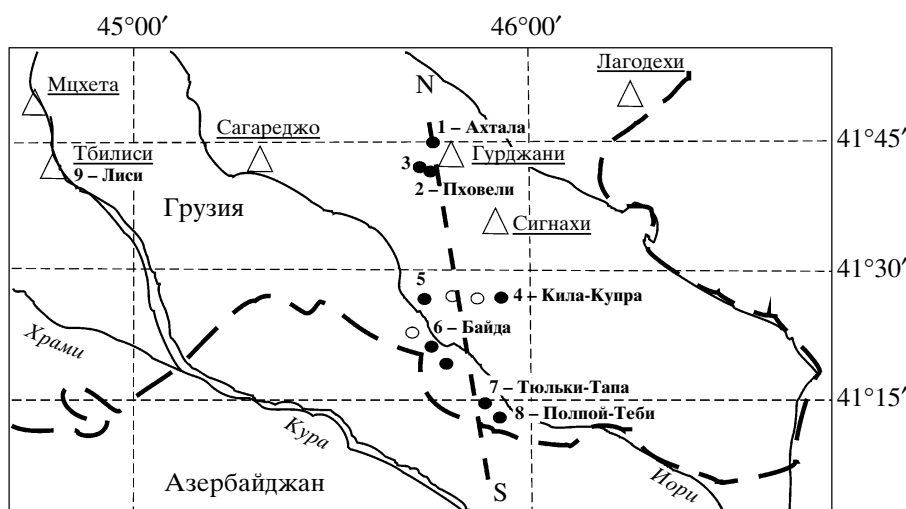 45°00′
46°00′
Лагодехи
Мцхета
N
1 – Ахтала
41°45′
Сагареджо
Тбилиси
9 – Лиси
3
Гурджани
2 – Пховели
Грузия
Сигнахи
41°30′
5
4 – Кила-Купра
6 – Байда
Храми
7 – Тюльки-Тапа
41°15′
8 – Полпой-Теби
Кура
Азербайджан
S
Иори